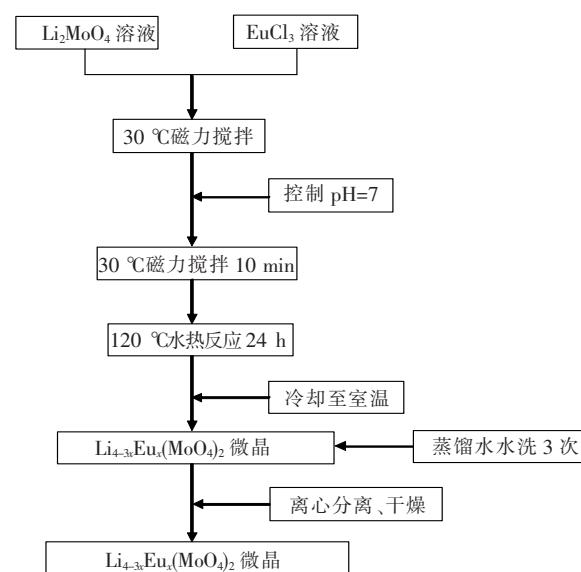 Li₂MoO₄ 溶液
EuCl₃ 溶液
30 ℃磁力搅拌
控制 pH=7
30 ℃磁力搅拌 10 min
120 ℃水热反应 24 h
冷却至室温
Li₄₋₃ₓEuₓ(MoO₄)₂ 微晶
蒸馏水水洗 3 次
离心分离、干燥
Li₄₋₃ₓEuₓ(MoO₄)₂ 微晶